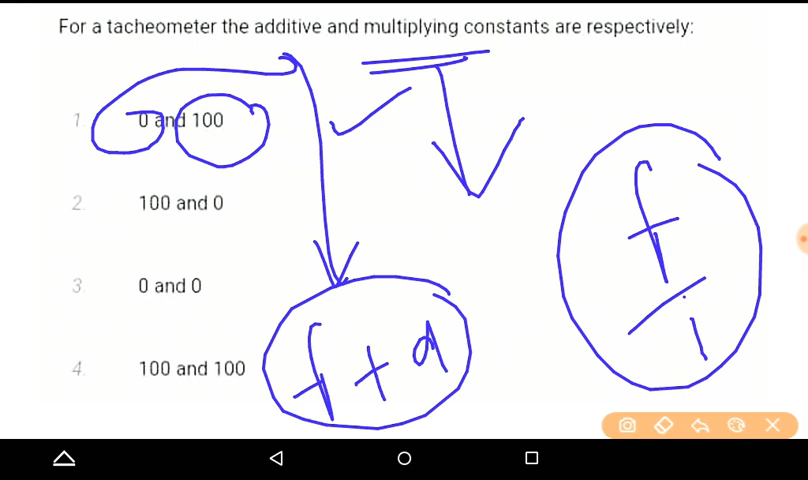 For a tacheometer the additive and multiplying constants are respectively:
1. 0 and 100
2. 100 and 0
3. 0 and 0
4. 100 and 100
f + d
f
i